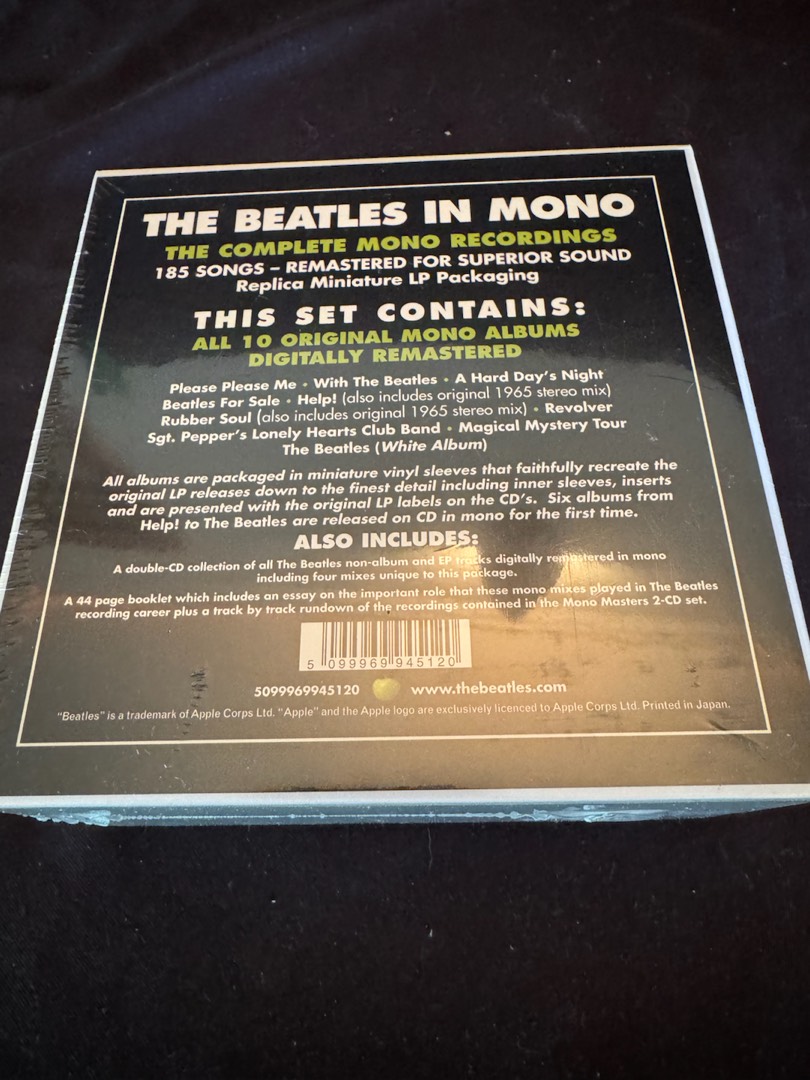 THE BEATLES IN MONO
THE COMPLETE MONO RECORDINGS
185 SONGS – REMASTERED FOR SUPERIOR SOUND
Replica Miniature LP Packaging
THIS SET CONTAINS:
ALL 10 ORIGINAL MONO ALBUMS
DIGITALLY REMASTERED
Please Please Me • With The Beatles • A Hard Day's Night
Beatles For Sale • Help! (also includes original 1965 stereo mix)
Rubber Soul (also includes original 1965 stereo mix) • Revolver
Sgt. Pepper's Lonely Hearts Club Band • Magical Mystery Tour
The Beatles (White Album)
All albums are packaged in miniature vinyl sleeves that faithfully recreate the
original LP releases down to the finest detail including inner sleeves, inserts
and are presented with the original LP labels on the CD's. Six albums from
Help! to The Beatles are released on CD in mono for the first time.
ALSO INCLUDES:
A double-CD collection of all The Beatles non-album and EP tracks digitally remastered in mono
including four mixes unique to this package.
A 44 page booklet which includes an essay on the important role that these mono mixes played in The Beatles
recording career plus a track by track rundown of the recordings contained in the Mono Masters 2-CD set.
5 099969 945120
5099969945120 www.thebeatles.com
"Beatles" is a trademark of Apple Corps Ltd. "Apple" and the Apple logo are exclusively licenced to Apple Corps Ltd. Printed in Japan.